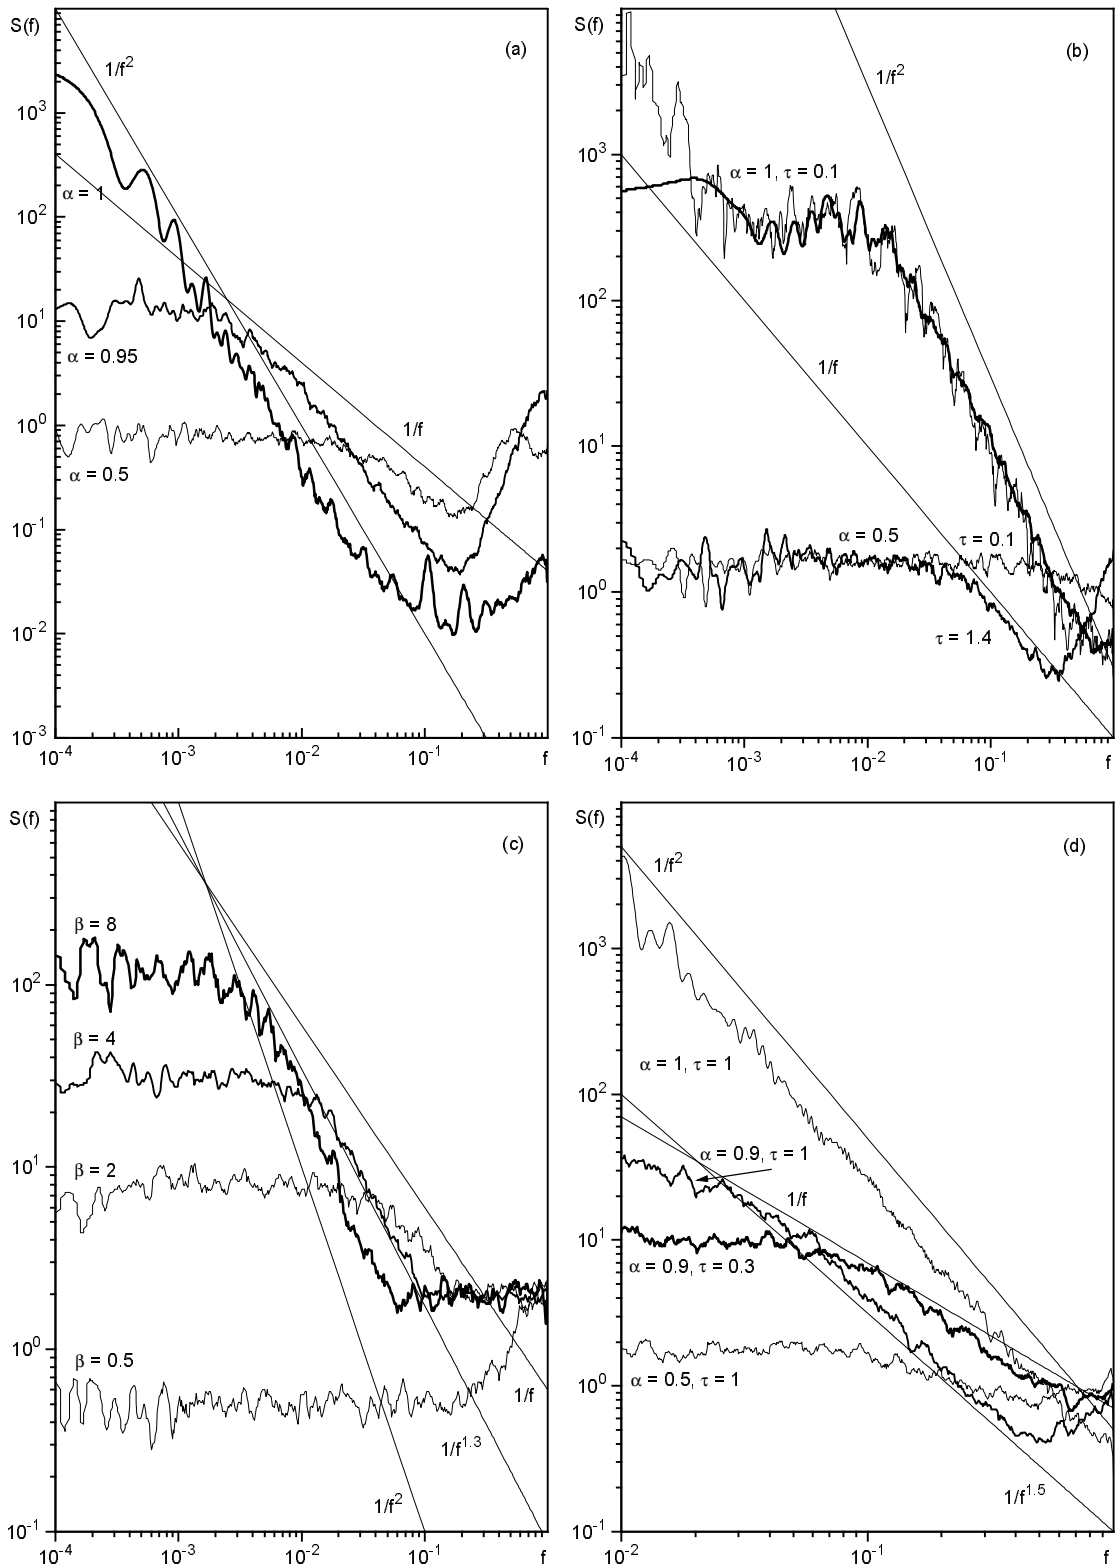 S(f)
(a)
1/f²
10³
α = 1
10²
10¹
α = 0.95
1/f
10⁰
α = 0.5
10⁻¹
10⁻²
10⁻³
10⁻⁴ 10⁻³ 10⁻² 10⁻¹ f
S(f)
(b)
1/f²
10³
α = 1, τ = 0.1
10²
1/f
10¹
α = 0.5
τ = 0.1
10⁰
τ = 1.4
10⁻¹
10⁻⁴ 10⁻³ 10⁻² 10⁻¹ f
S(f)
(c)
β = 8
10²
β = 4
10¹
β = 2
10⁰
β = 0.5
1/f
1/f¹·³
1/f²
10⁻¹
10⁻⁴ 10⁻³ 10⁻² 10⁻¹ f
S(f)
(d)
1/f²
10³
α = 1, τ = 1
10²
α = 0.9, τ = 1
1/f
10¹
α = 0.9, τ = 0.3
α = 0.5, τ = 1
10⁰
1/f¹·⁵
10⁻¹
10⁻² 10⁻¹ f